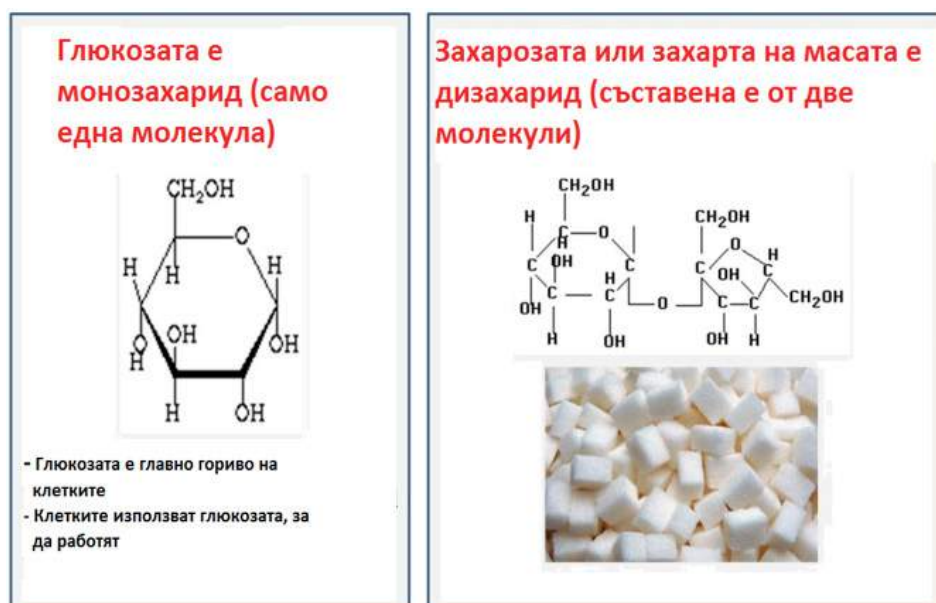 Глюкозата е
монозахарид (само
една молекула)
CH₂OH
O
H
H
H
OH
O
H
OH
H
OH
- Глюкозата е главно гориво на
клетките
- Клетките използват глюкозата, за
да работят
Захарозата или захарта на масата е
дизахарид (съставена е от две
молекули)
CH₂OH
H
C
O
H
OH
C
C
H
C
C
OH
H
OH
O
CH₂OH
C
O
H
C
OH
CH₂OH
C
C
OH
H